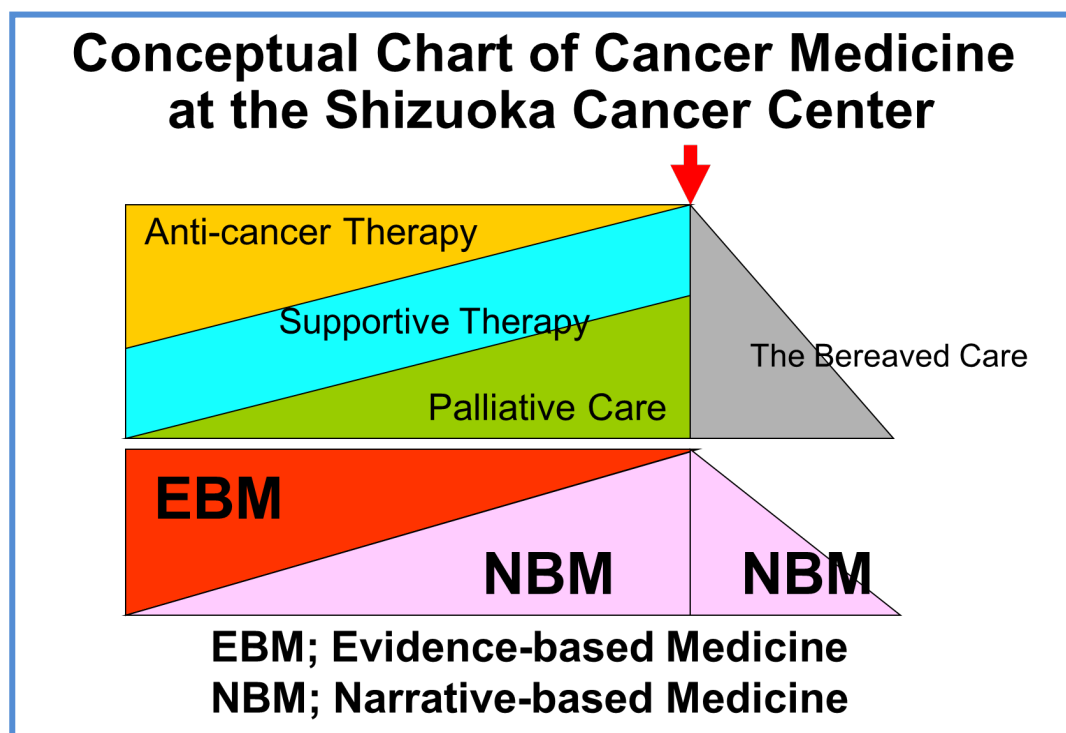 Conceptual Chart of Cancer Medicine
at the Shizuoka Cancer Center
Anti-cancer Therapy
Supportive Therapy
The Bereaved Care
Palliative Care
EBM
NBM
NBM
EBM; Evidence-based Medicine
NBM; Narrative-based Medicine